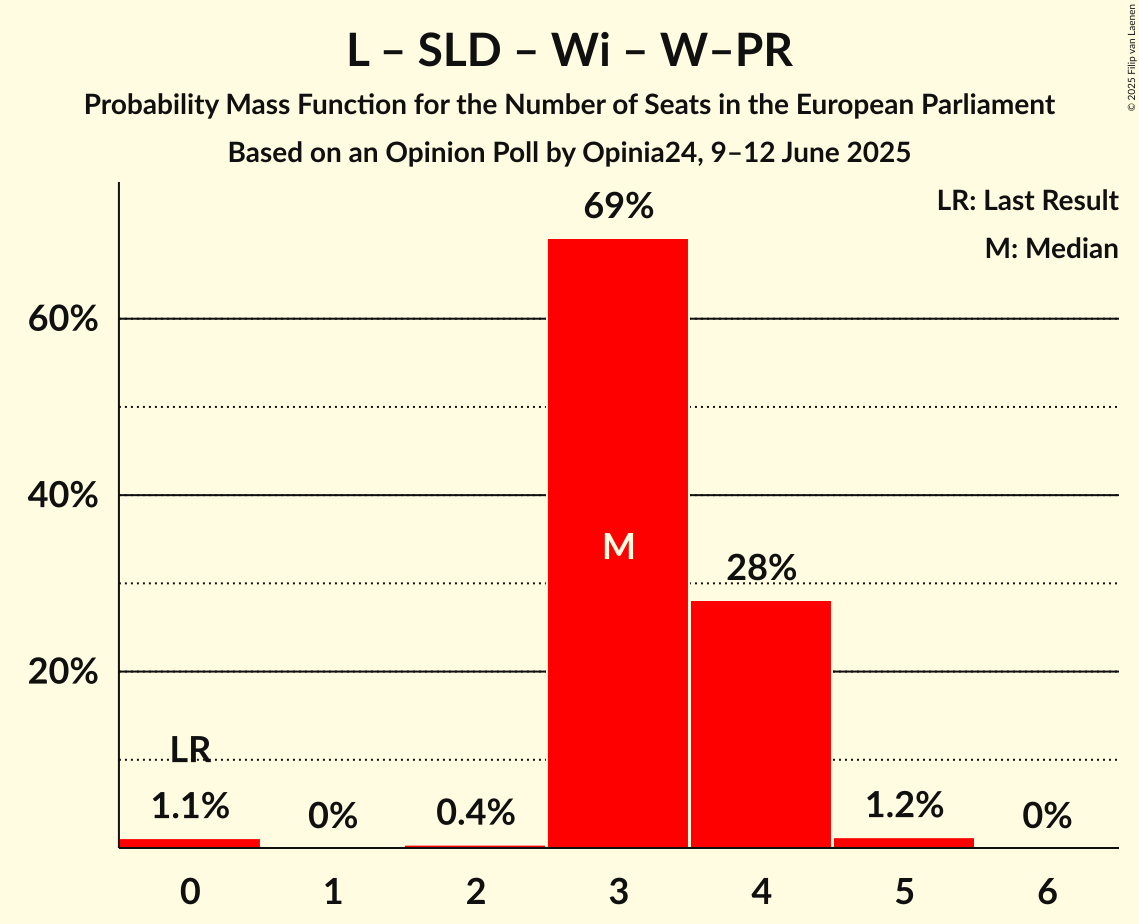 L – SLD – Wi – W–PR
Probability Mass Function for the Number of Seats in the European Parliament
Based on an Opinion Poll by Opinia24, 9–12 June 2025
© 2025 Filip van Laenen
LR: Last Result
M: Median
69%
60%
40%
M
28%
20%
LR
1.1%
0%
0.4%
1.2%
0%
0 1 2 3 4 5 6